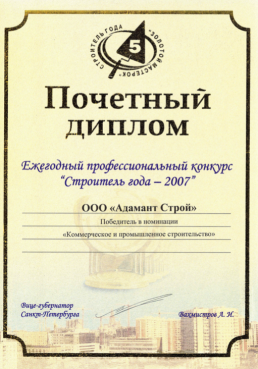 СТРОИТЕЛЬ ГОДА
"ЗОЛОТОЙ МАСТЕРОК"
5
Почетный
диплом
Ежегодный профессиональный конкурс
"Строитель года – 2007"
ООО «Адамант Строй»
Победитель в номинации
«Коммерческое и промышленное строительство»
Вице-губернатор
Санкт-Петербурга
Вахмистров А. И.